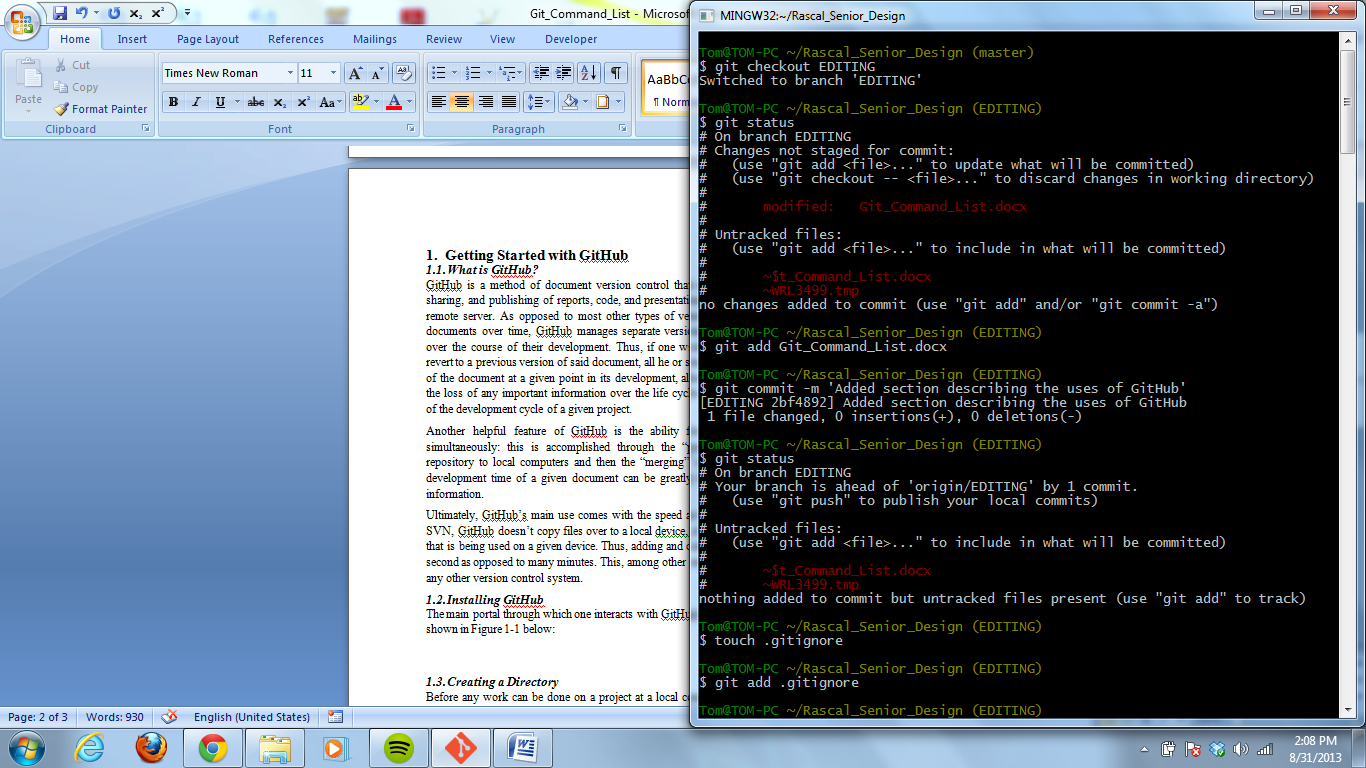 Git_Command_List - Microsof
Home Insert Page Layout References Mailings Review View Developer
Paste
Cut
Copy
Format Painter
Clipboard
Times New Roman 11
Font
Paragraph
AaBbCc
¶ Norm
1. Getting Started with GitHub
1.1. What is GitHub?
GitHub is a method of document version control tha
sharing, and publishing of reports, code, and presentati
remote server. As opposed to most other types of ve
documents over time, GitHub manages separate versi
over the course of their development. Thus, if one w
revert to a previous version of said document, all he or s
of the document at a given point in its development, al
the loss of any important information over the life cycl
of the development cycle of a given project.
Another helpful feature of GitHub is the ability f
simultaneously: this is accomplished through the “p
repository to local computers and then the “merging”
development time of a given document can be greatly
information.
Ultimately, GitHub’s main use comes with the speed a
SVN, GitHub doesn’t copy files over to a local device,
that is being used on a given device. Thus, adding and c
second as opposed to many minutes. This, among other
any other version control system.
1.2. Installing GitHub
The main portal through which one interacts with GitHu
shown in Figure 1-1 below:
1.3. Creating a Directory
Before any work can be done on a project at a local co
Page: 2 of 3 Words: 930 English (United States)
MINGW32:~/Rascal_Senior_Design
Tom@TOM-PC ~/Rascal_Senior_Design (master)
$ git checkout EDITING
Switched to branch 'EDITING'
Tom@TOM-PC ~/Rascal_Senior_Design (EDITING)
$ git status
# On branch EDITING
# Changes not staged for commit:
#   (use "git add <file>..." to update what will be committed)
#   (use "git checkout -- <file>..." to discard changes in working directory)
#
#       modified:   Git_Command_List.docx
#
# Untracked files:
#   (use "git add <file>..." to include in what will be committed)
#
#       ~$t_Command_List.docx
#       ~WRL3499.tmp
no changes added to commit (use "git add" and/or "git commit -a")
Tom@TOM-PC ~/Rascal_Senior_Design (EDITING)
$ git add Git_Command_List.docx
Tom@TOM-PC ~/Rascal_Senior_Design (EDITING)
$ git commit -m 'Added section describing the uses of GitHub'
[EDITING 2bf4892] Added section describing the uses of GitHub
 1 file changed, 0 insertions(+), 0 deletions(-)
Tom@TOM-PC ~/Rascal_Senior_Design (EDITING)
$ git status
# On branch EDITING
# Your branch is ahead of 'origin/EDITING' by 1 commit.
#   (use "git push" to publish your local commits)
#
# Untracked files:
#   (use "git add <file>..." to include in what will be committed)
#
#       ~$t_Command_List.docx
#       ~WRL3499.tmp
nothing added to commit but untracked files present (use "git add" to track)
Tom@TOM-PC ~/Rascal_Senior_Design (EDITING)
$ touch .gitignore
Tom@TOM-PC ~/Rascal_Senior_Design (EDITING)
$ git add .gitignore
Tom@TOM-PC ~/Rascal_Senior_Design (EDITING)
2:08 PM
8/31/2013